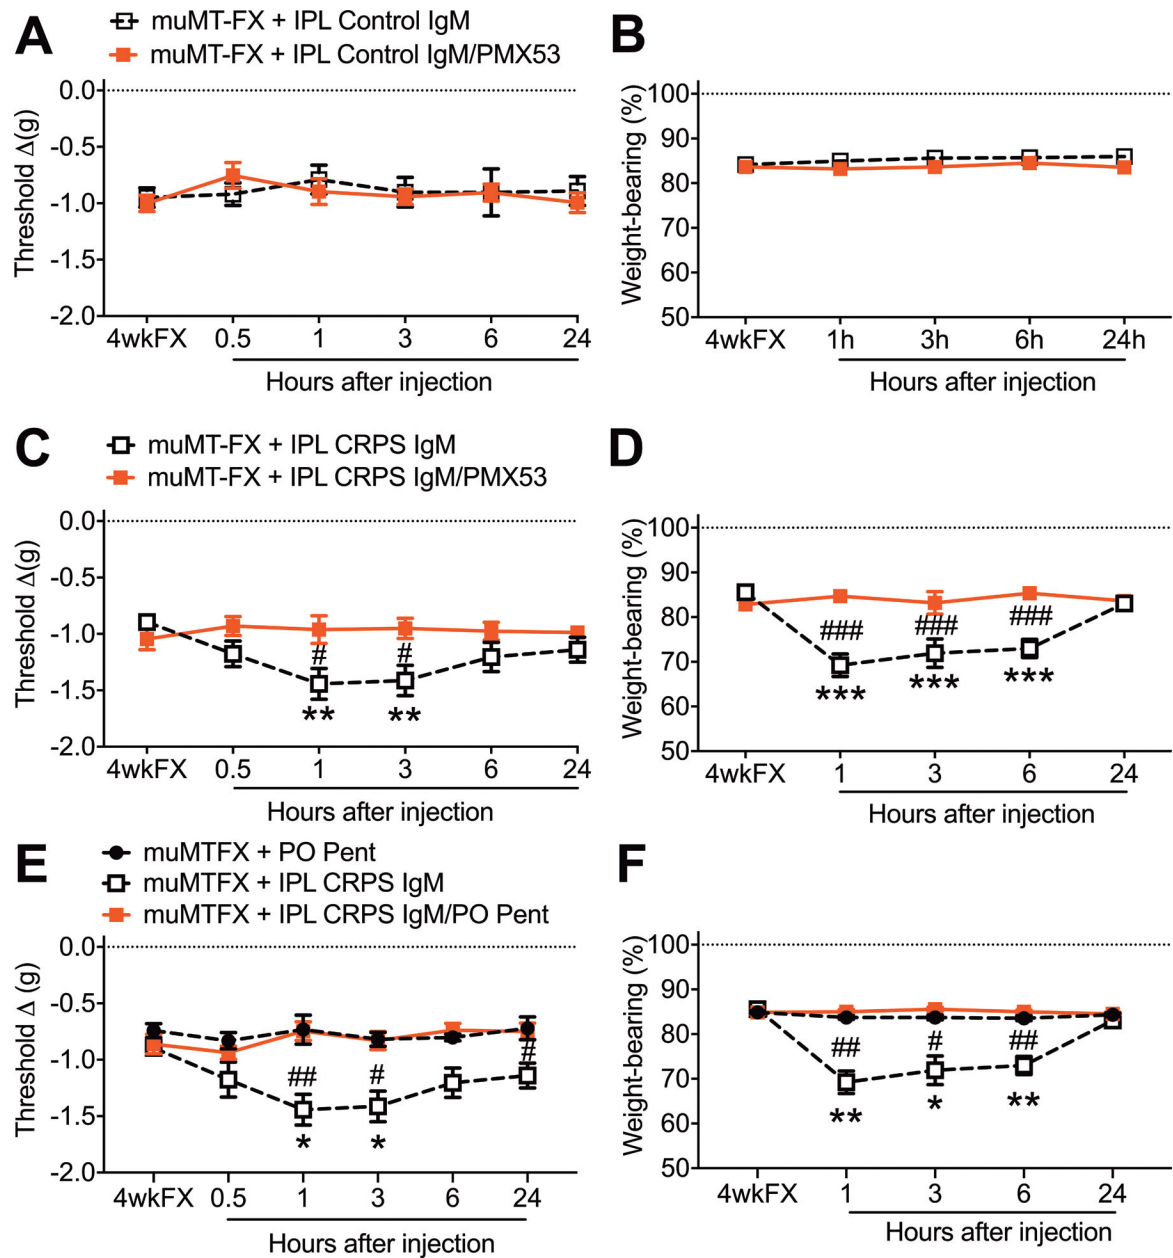 A
muMT-FX + IPL Control IgM
muMT-FX + IPL Control IgM/PMX53
Threshold Δ(g)
0.0
-0.5
-1.0
-1.5
-2.0
4wkFX 0.5 1 3 6 24
Hours after injection
B
Weight-bearing (%)
100
90
80
70
60
50
4wkFX 1h 3h 6h 24h
Hours after injection
C
muMT-FX + IPL CRPS IgM
muMT-FX + IPL CRPS IgM/PMX53
Threshold Δ(g)
0.0
-0.5
-1.0
-1.5
-2.0
# #
** **
4wkFX 0.5 1 3 6 24
Hours after injection
D
Weight-bearing (%)
100
90
80
70
60
50
### ### ###
*** *** ***
4wkFX 1 3 6 24
Hours after injection
E
muMTFX + PO Pent
muMTFX + IPL CRPS IgM
muMTFX + IPL CRPS IgM/PO Pent
Threshold Δ (g)
0.0
-0.5
-1.0
-1.5
-2.0
## # #
* *
4wkFX 0.5 1 3 6 24
Hours after injection
F
Weight-bearing (%)
100
90
80
70
60
50
## # ##
** * **
4wkFX 1 3 6 24
Hours after injection